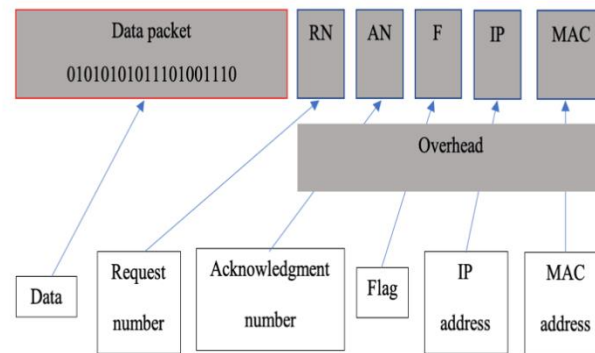 Data packet
01010101011101001110
RN
AN
F
IP
MAC
Overhead
Data
Request
number
Acknowledgment
number
Flag
IP
address
MAC
address